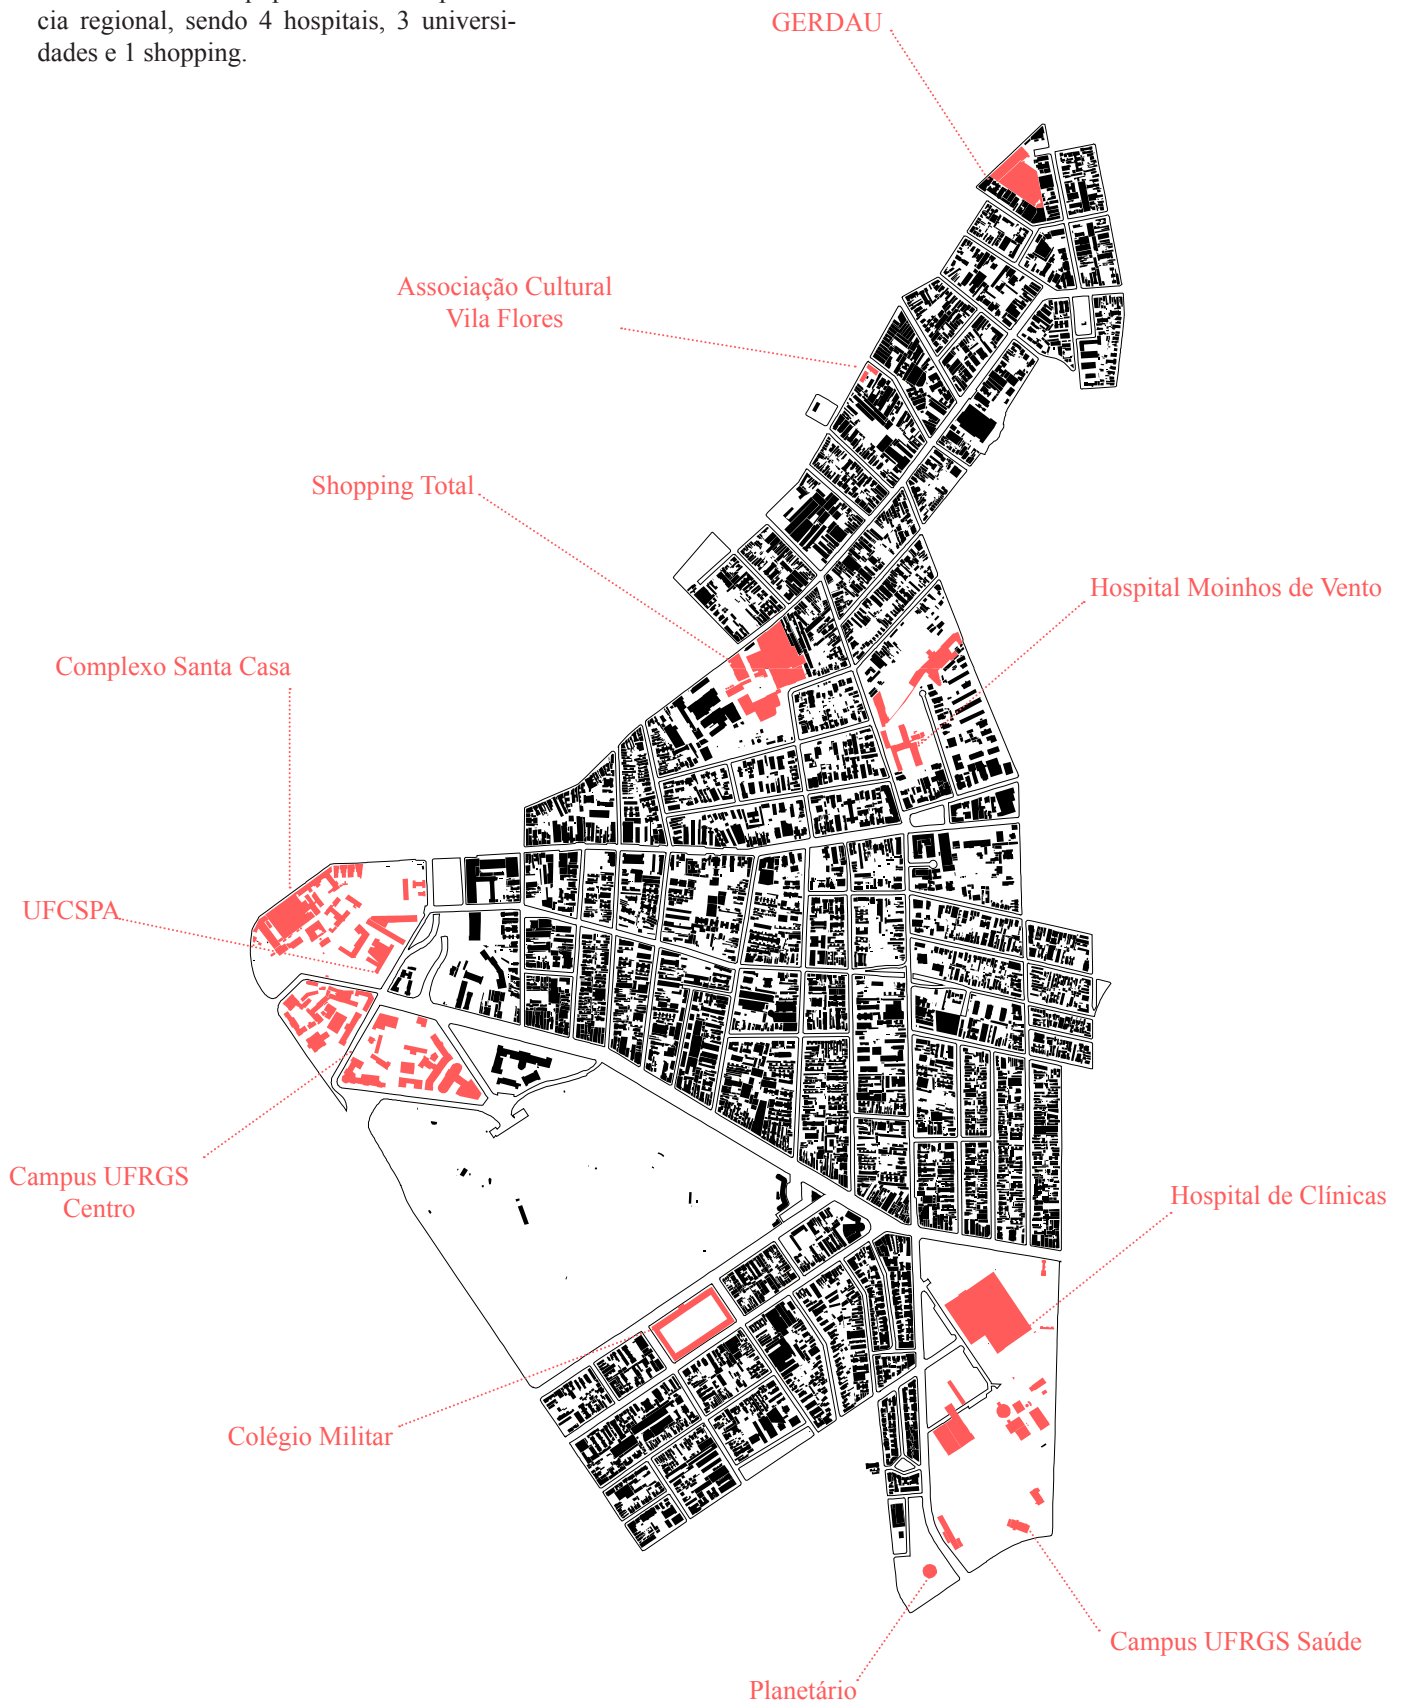 cia regional, sendo 4 hospitais, 3 universi-
dades e 1 shopping.
GERDAU
Associação Cultural
Vila Flores
Shopping Total
Hospital Moinhos de Vento
Complexo Santa Casa
UFCSPA
Campus UFRGS
Centro
Hospital de Clínicas
Colégio Militar
Campus UFRGS Saúde
Planetário